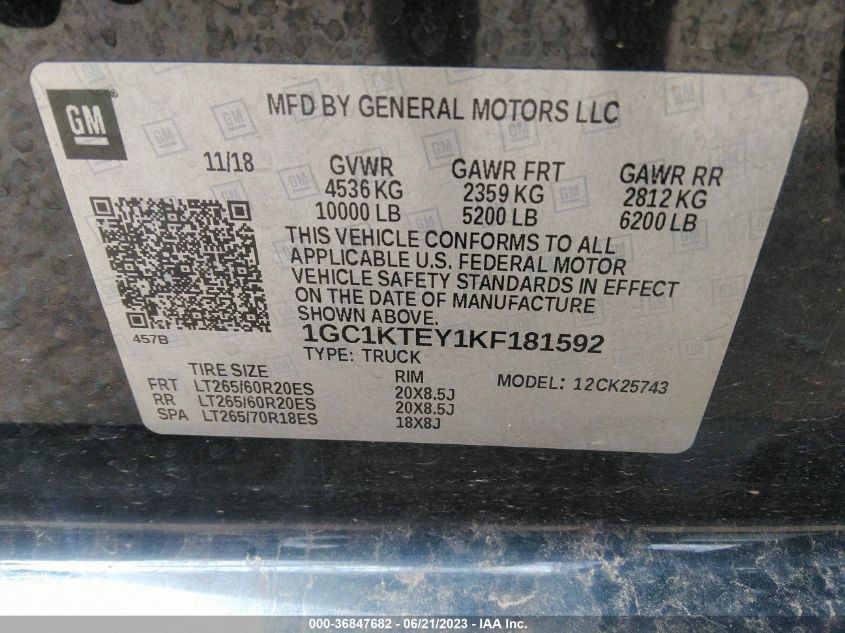 GM
MFD BY GENERAL MOTORS LLC
11/18 GVWR GAWR FRT GAWR RR
4536 KG 2359 KG 2812 KG
10000 LB 5200 LB 6200 LB
THIS VEHICLE CONFORMS TO ALL
APPLICABLE U.S. FEDERAL MOTOR
VEHICLE SAFETY STANDARDS IN EFFECT
ON THE DATE OF MANUFACTURE
SHOWN ABOVE.
457B
1GC1KTEY1KF181592
TYPE: TRUCK
TIRE SIZE RIM MODEL: 12CK25743
FRT LT265/60R20ES 20X8.5J
RR LT265/60R20ES 20X8.5J
SPA LT265/70R18ES 18X8J
000-36847682 - 06/21/2023 - IAA Inc.